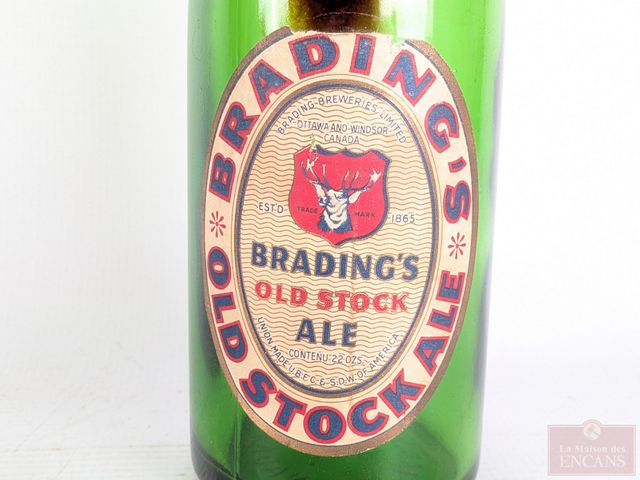 BRADING'S
* OLD STOCK ALE *
BRADING·BREWERIES·LIMITED
OTTAWA AND WINDSOR
CANADA
EST'D 1865
TRADE MARK
BRADING'S
OLD STOCK
ALE
CONTENU·22 OZS.
UNION MADE U.B.F.C. & S.D.W. OF AMERICA
La Maison des
ENCANS